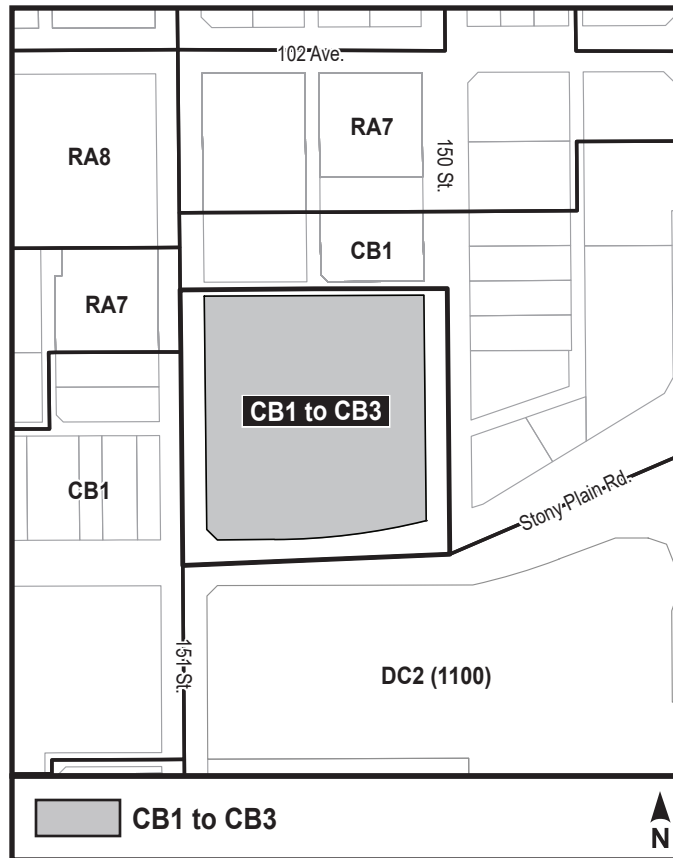 102 Ave.
RA7
RA8
150 St.
CB1
RA7
CB1 to CB3
CB1
Stony Plain Rd.
151 St.
DC2 (1100)
CB1 to CB3
N